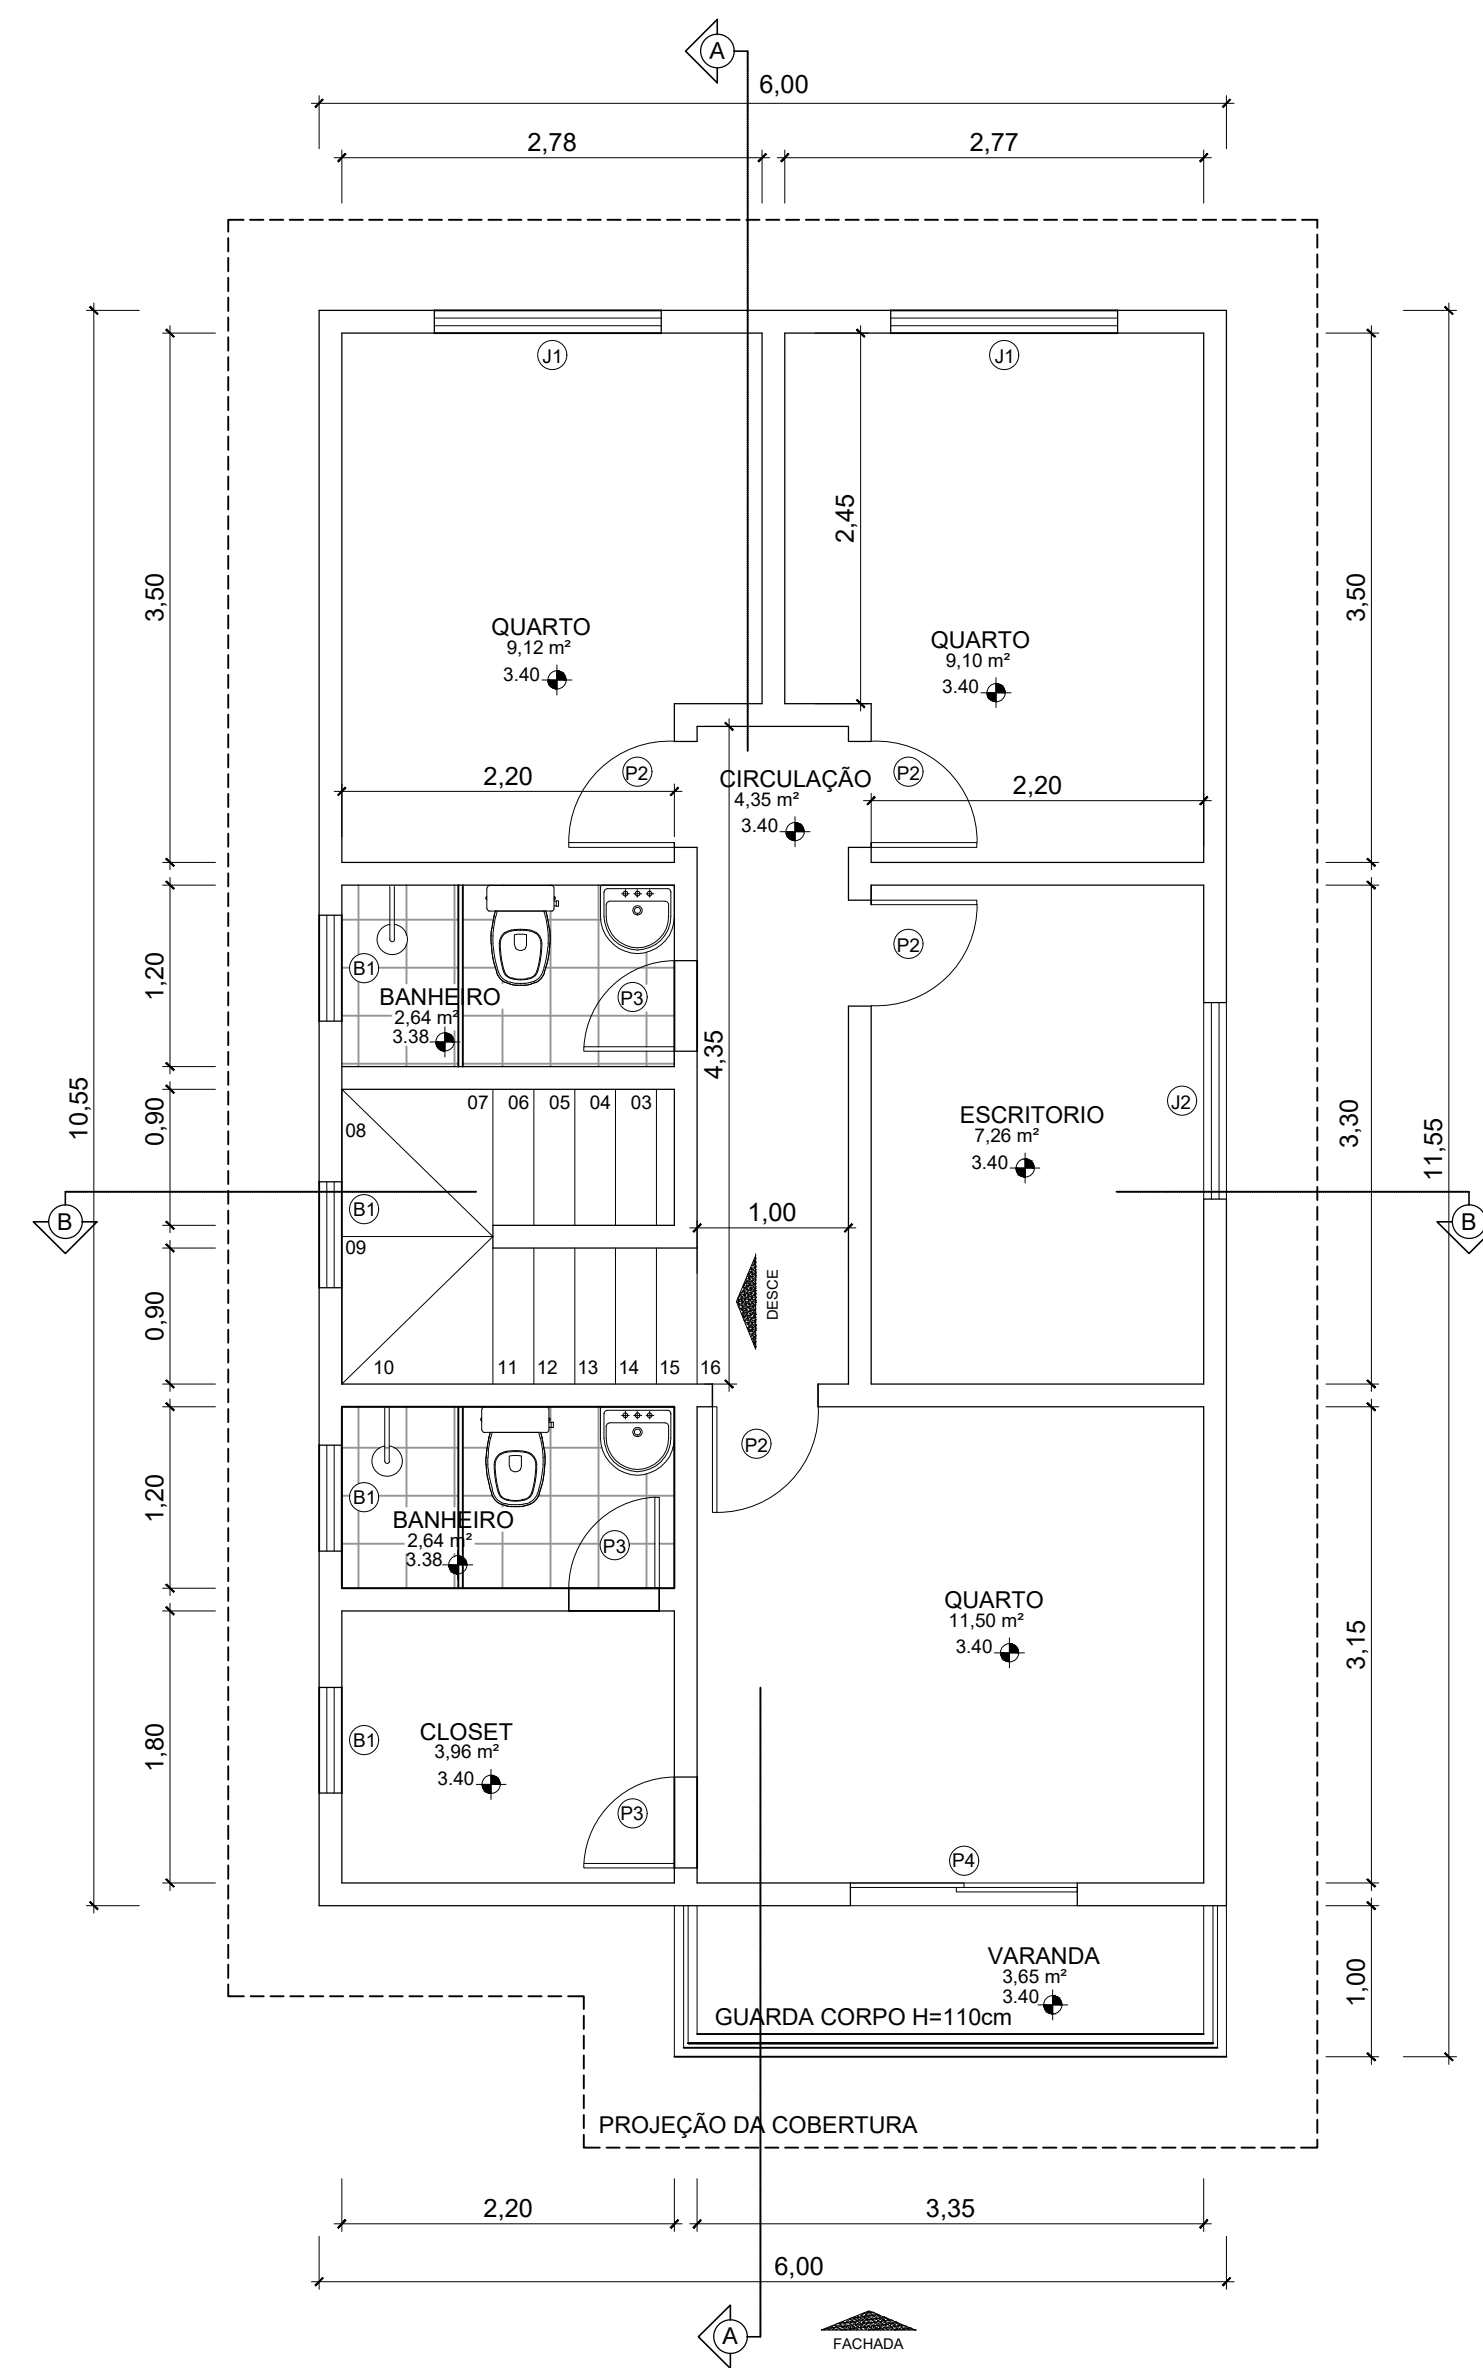 A
6,00
2,78
2,77
J1
J1
2,45
3,50
3,50
QUARTO
9,12 m²
3.40
QUARTO
9,10 m²
3.40
2,20
P2
CIRCULAÇÃO
4,35 m²
3.40
P2
2,20
P2
B1
P3
BANHEIRO
2,64 m²
3.38
1,20
4,35
10,55
0,90
07
06
05
04
03
08
ESCRITORIO
7,26 m²
3.40
J2
3,30
11,55
B
B1
1,00
B
09
0,90
DESCE
10
11
12
13
14
15
16
P2
1,20
B1
BANHEIRO
2,64 m²
3.38
P3
QUARTO
11,50 m²
3.40
3,15
1,80
B1
CLOSET
3,96 m²
3.40
P3
P4
VARANDA
3,65 m²
3.40
GUARDA CORPO H=110cm
1,00
PROJEÇÃO DA COBERTURA
2,20
3,35
6,00
A
FACHADA